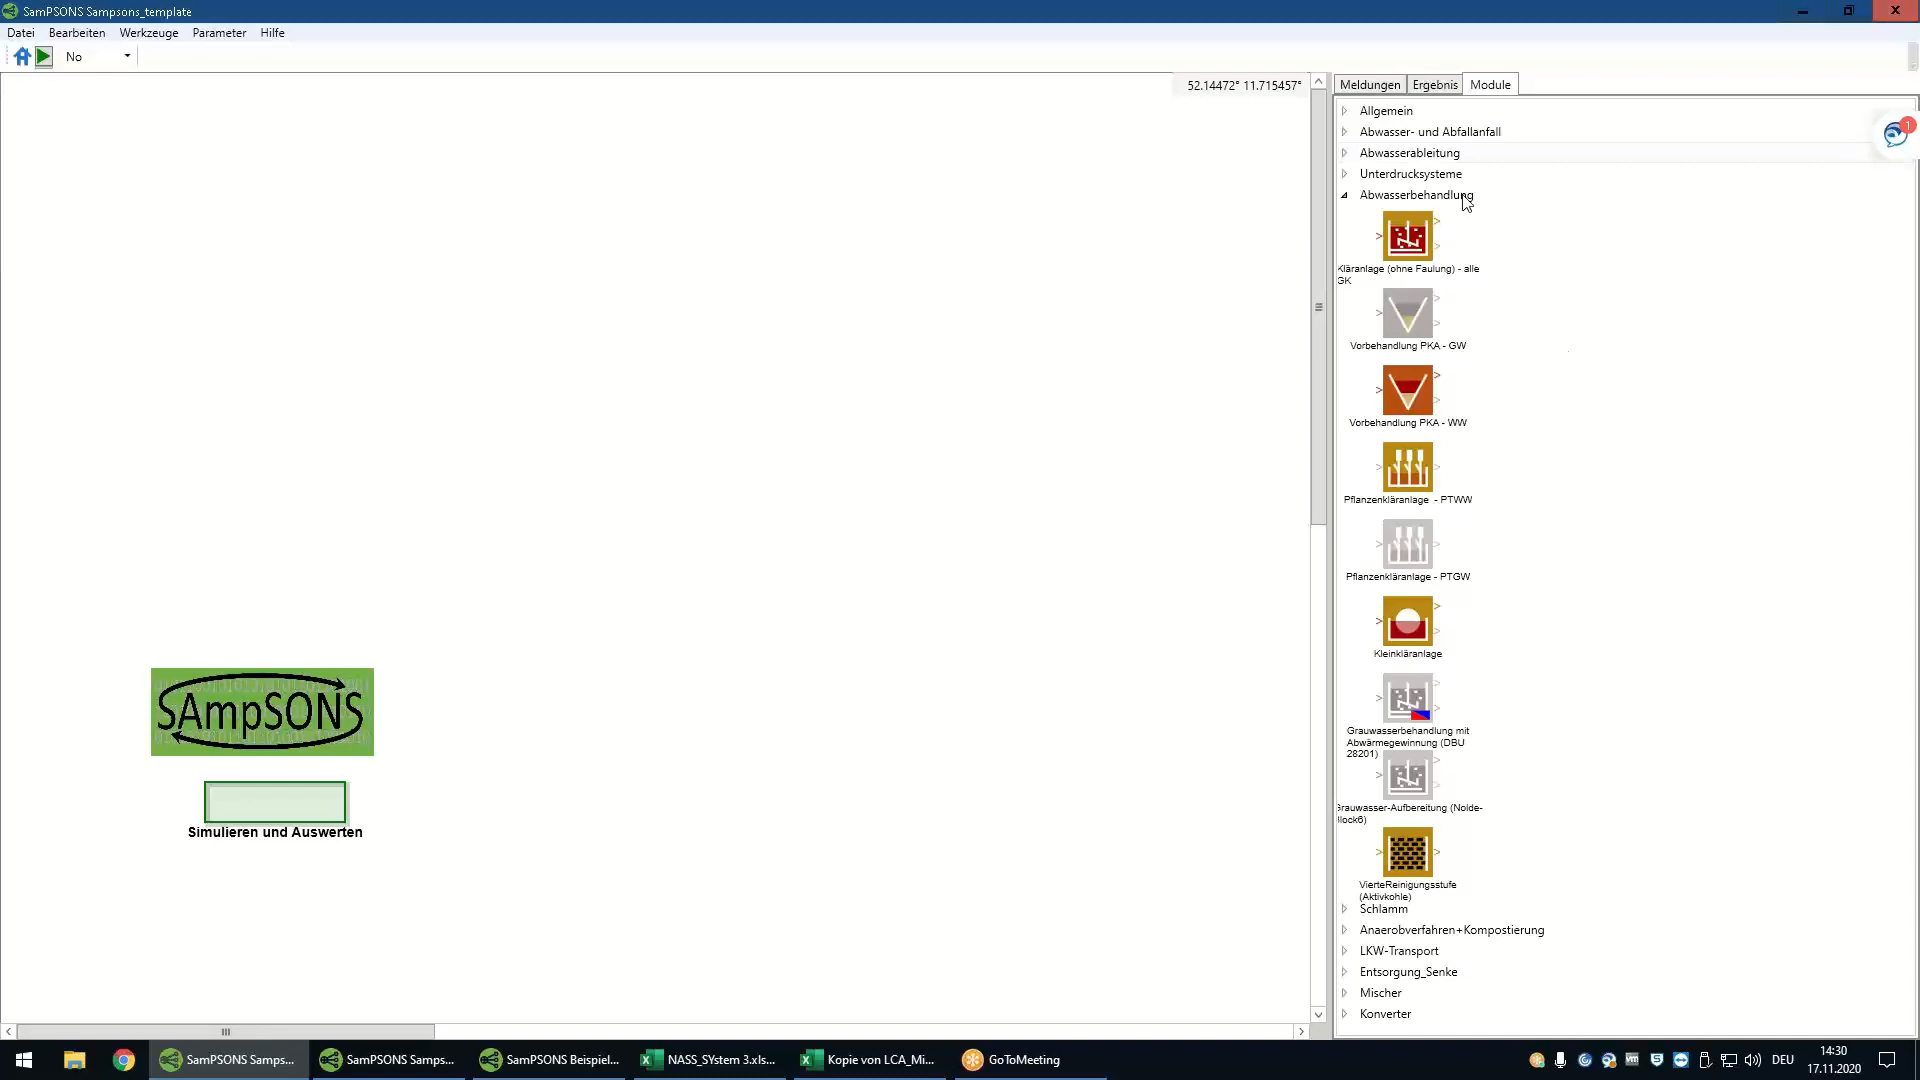 SamPSONS Sampsons_template
Datei Bearbeiten Werkzeuge Parameter Hilfe
No
52.14472° 11.715457°
Meldungen Ergebnis Module
Allgemein
1
Abwasser- und Abfallanfall
Abwasserableitung
Unterdrucksysteme
Abwasserbehandlung
Kläranlage (ohne Faulung) - alle
GK
Vorbehandlung PKA - GW
Vorbehandlung PKA - WW
Pflanzenkläranlage - PTWW
Pflanzenkläranlage - PTGW
Kleinkläranlage
Grauwasserbehandlung mit
Abwärmegewinnung (DBU
28201)
Grauwasser-Aufbereitung (Nolde-
Block6)
VierteReinigungsstufe
(Aktivkohle)
Schlamm
Anaerobverfahren+Kompostierung
LKW-Transport
Entsorgung_Senke
Mischer
Konverter
SAmpSONS
Simulieren und Auswerten
SamPSONS Samps...
SamPSONS Samps...
SamPSONS Beispiel...
NASS_SYstem 3.xls...
Kopie von LCA_Mi...
GoToMeeting
DEU
14:30
17.11.2020